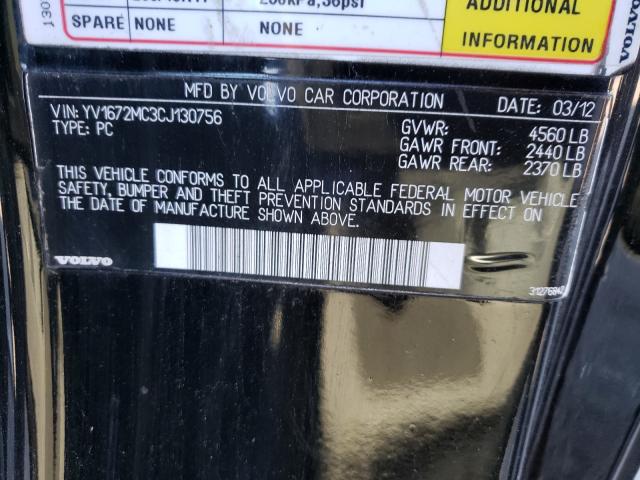 ADDITIONAL
SPARE NONE NONE
INFORMATION
VOLVO
MFD BY VOLVO CAR CORPORATION DATE: 03/12
VIN: YV1672MC3CJ130756 GVWR: 4560 LB
TYPE: PC GAWR FRONT: 2440 LB
GAWR REAR: 2370 LB
THIS VEHICLE CONFORMS TO ALL APPLICABLE FEDERAL MOTOR VEHICLE
SAFETY, BUMPER AND THEFT PREVENTION STANDARDS IN EFFECT ON
THE DATE OF MANUFACTURE SHOWN ABOVE.
VOLVO